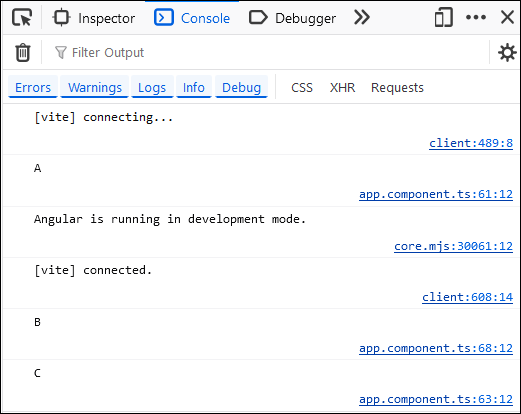 Inspector Console Debugger
Filter Output
Errors Warnings Logs Info Debug CSS XHR Requests
[vite] connecting...
client:489:8
A
app.component.ts:61:12
Angular is running in development mode.
core.mjs:30061:12
[vite] connected.
client:608:14
B
app.component.ts:68:12
C
app.component.ts:63:12